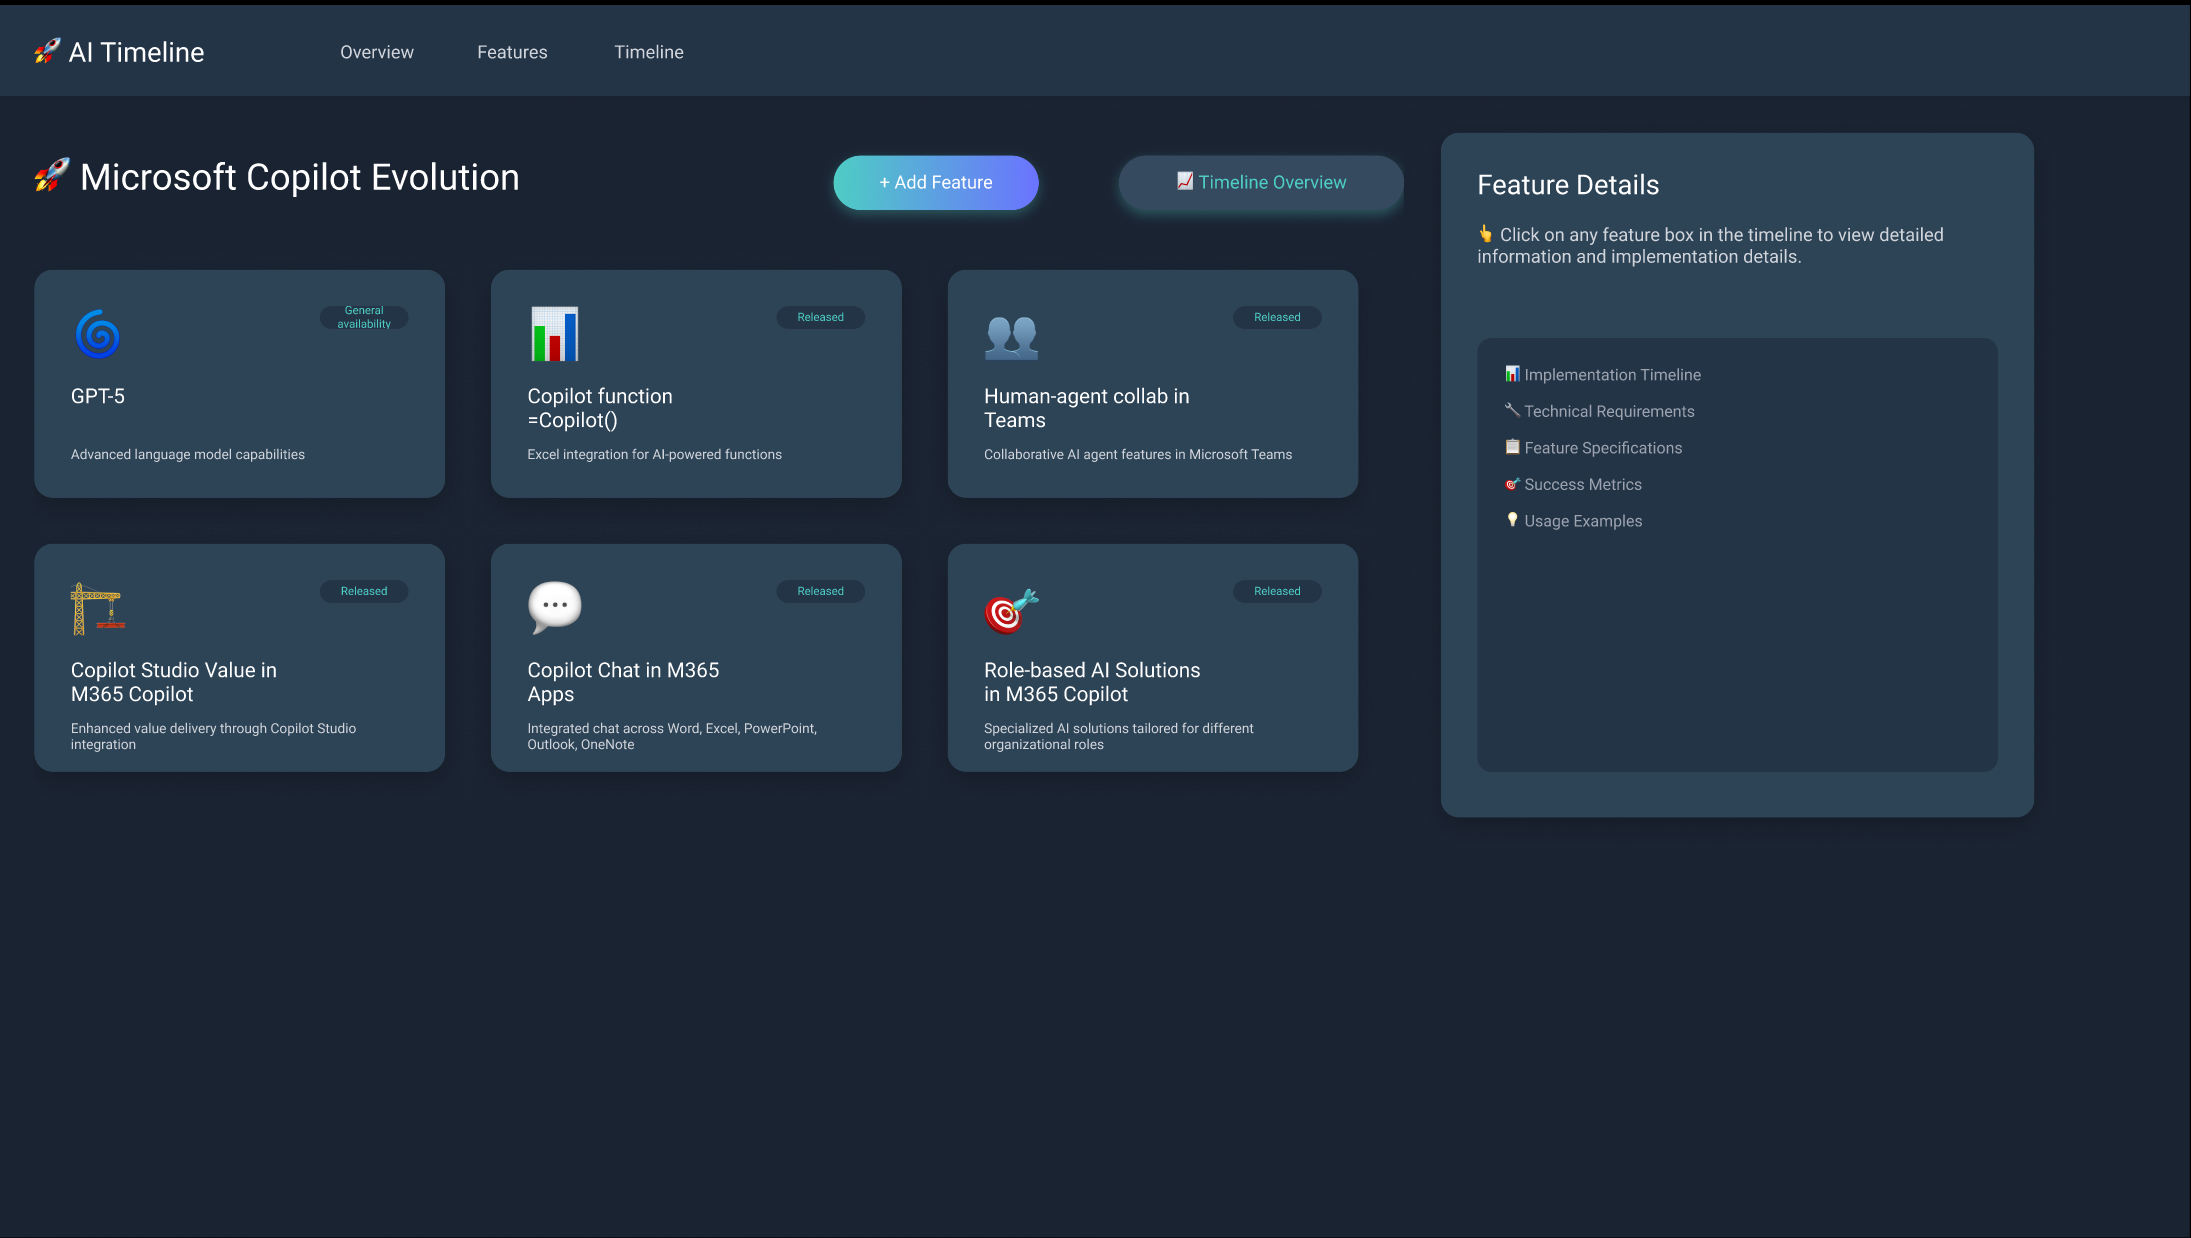 AI Timeline
Overview
Features
Timeline
Microsoft Copilot Evolution
+ Add Feature
Timeline Overview
General
availability
GPT-5
Advanced language model capabilities
Released
Copilot function
=Copilot()
Excel integration for AI-powered functions
Released
Human-agent collab in
Teams
Collaborative AI agent features in Microsoft Teams
Released
Copilot Studio Value in
M365 Copilot
Enhanced value delivery through Copilot Studio
integration
Released
Copilot Chat in M365
Apps
Integrated chat across Word, Excel, PowerPoint,
Outlook, OneNote
Released
Role-based AI Solutions
in M365 Copilot
Specialized AI solutions tailored for different
organizational roles
Feature Details
👆 Click on any feature box in the timeline to view detailed
information and implementation details.
Implementation Timeline
Technical Requirements
Feature Specifications
Success Metrics
Usage Examples